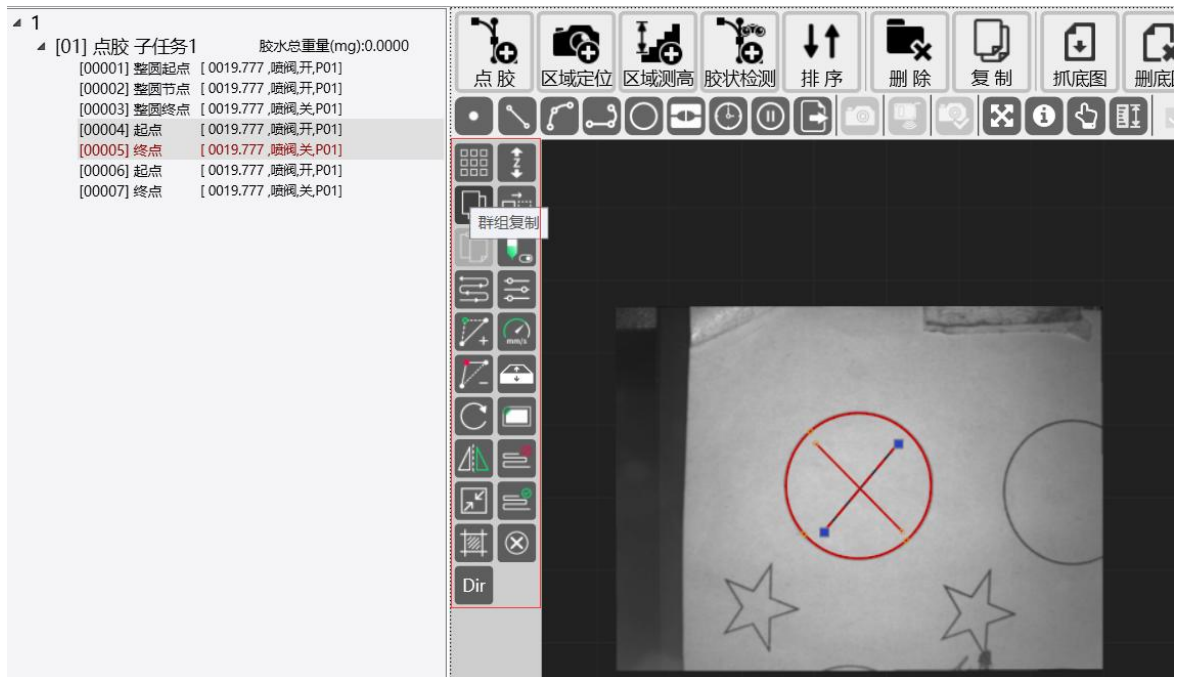 1
[01] 点胶 子任务1 胶水总重量(mg):0.0000
[00001] 整圆起点 [ 0019.777 ,喷阀,开,P01]
[00002] 整圆节点 [ 0019.777 ,喷阀,开,P01]
[00003] 整圆终点 [ 0019.777 ,喷阀,关,P01]
[00004] 起点 [ 0019.777 ,喷阀,开,P01]
[00005] 终点 [ 0019.777 ,喷阀,关,P01]
[00006] 起点 [ 0019.777 ,喷阀,开,P01]
[00007] 终点 [ 0019.777 ,喷阀,关,P01]
点 胶 区域定位 区域测高 胶状检测 排 序 删 除 复 制 抓底图 删底
Z
群组复制
mm/s
Dir